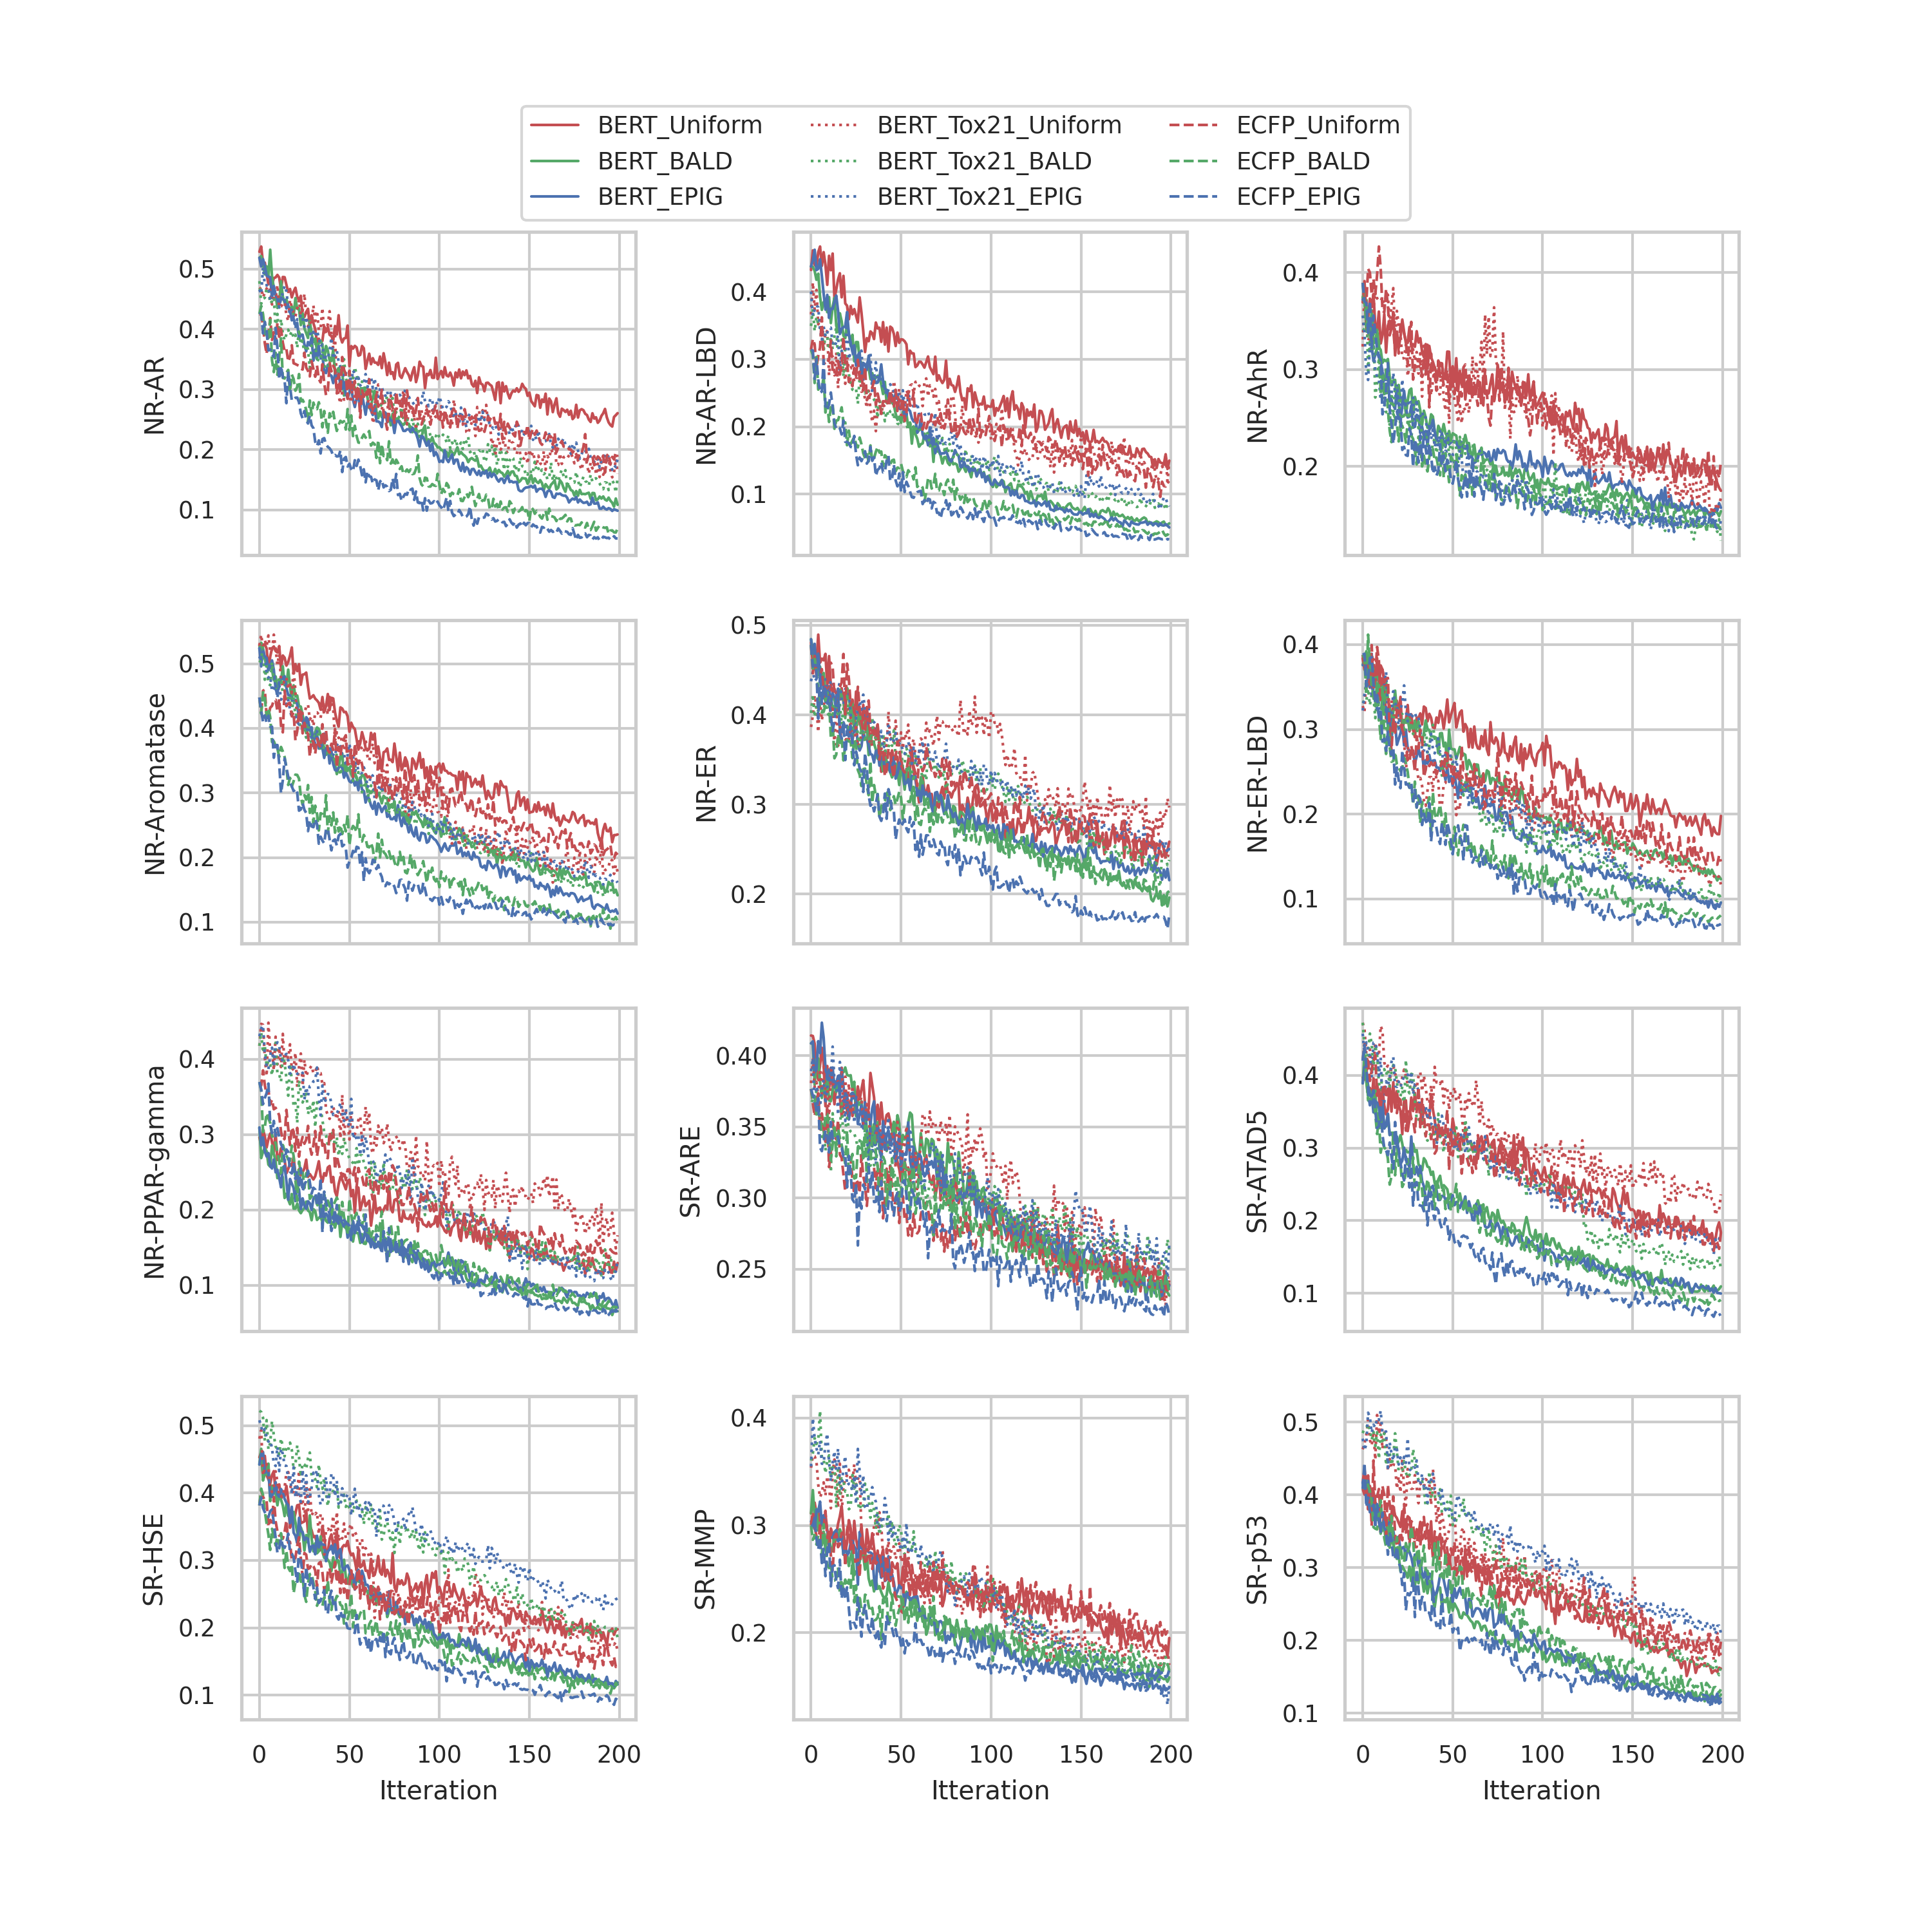 BERT_Uniform BERT_Tox21_Uniform ECFP_Uniform
BERT_BALD BERT_Tox21_BALD ECFP_BALD
BERT_EPIG BERT_Tox21_EPIG ECFP_EPIG
NR-AR
0.5
0.4
0.3
0.2
0.1
NR-AR-LBD
0.4
0.3
0.2
0.1
NR-AhR
0.4
0.3
0.2
NR-Aromatase
0.5
0.4
0.3
0.2
0.1
NR-ER
0.5
0.4
0.3
0.2
NR-ER-LBD
0.4
0.3
0.2
0.1
NR-PPAR-gamma
0.4
0.3
0.2
0.1
SR-ARE
0.40
0.35
0.30
0.25
SR-ATAD5
0.4
0.3
0.2
0.1
SR-HSE
0.5
0.4
0.3
0.2
0.1
0 50 100 150 200
Itteration
SR-MMP
0.4
0.3
0.2
0 50 100 150 200
Itteration
SR-p53
0.5
0.4
0.3
0.2
0.1
0 50 100 150 200
Itteration